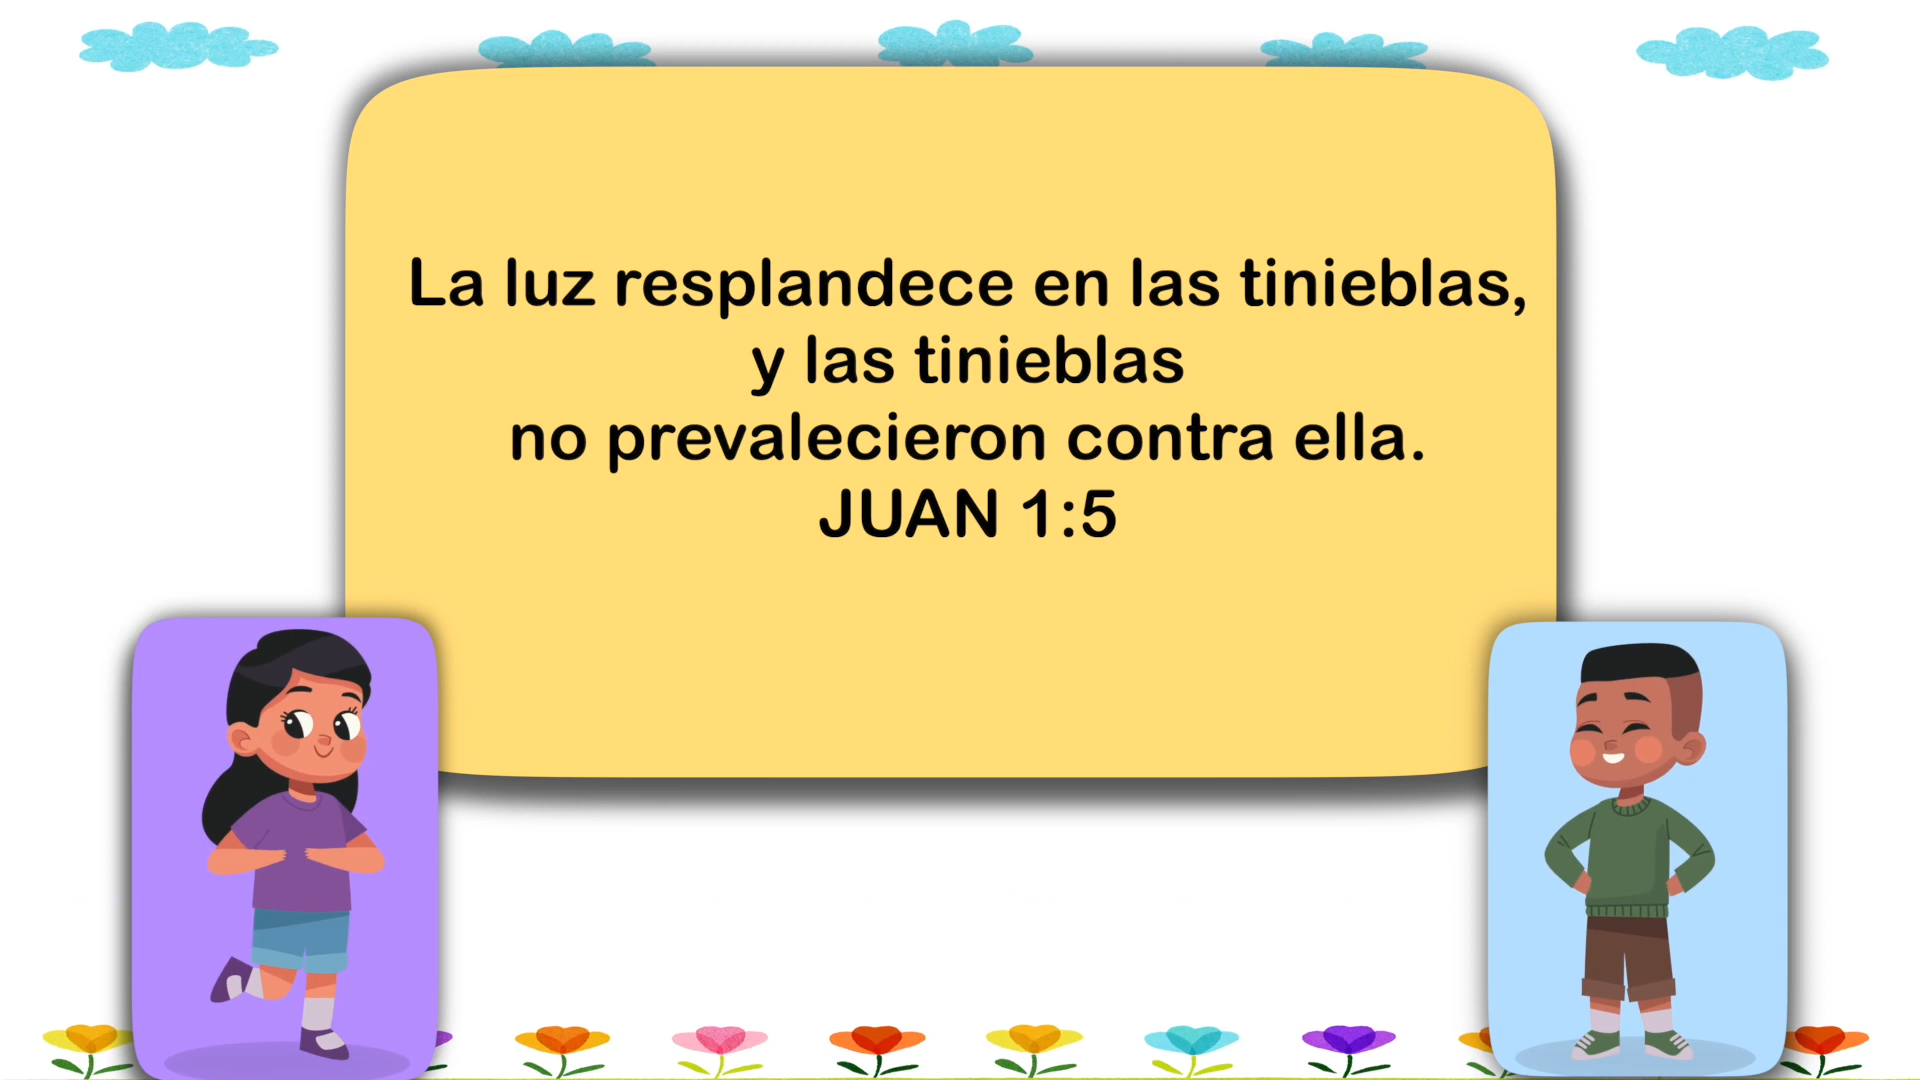 La luz resplandece en las tinieblas,
y las tinieblas
no prevalecieron contra ella.
JUAN 1:5